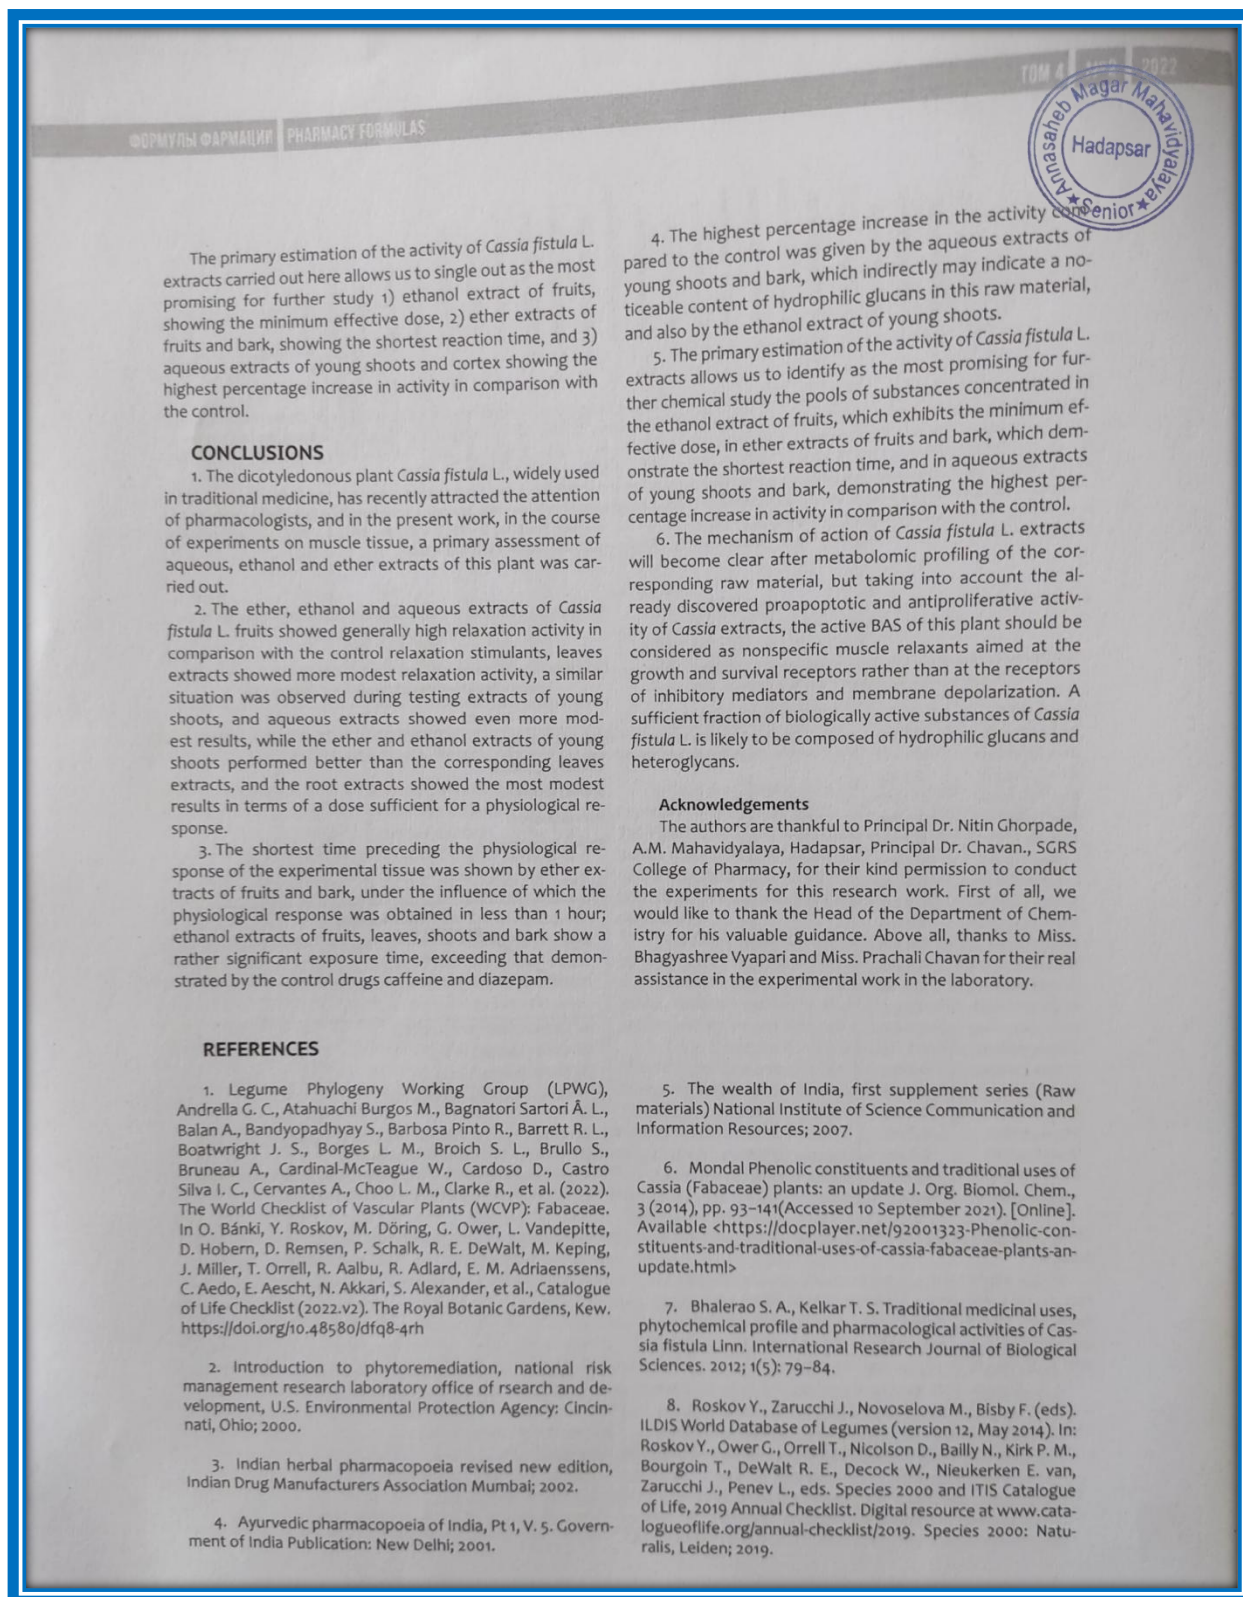 ТОМ 4 2022
ФОРМУЛЫ ФАРМАЦИИ PHARMACY FORMULAS
Annasaheb Magar Mahavidyalaya
Hadapsar
★ Senior ★
The primary estimation of the activity of Cassia fistula L.
extracts carried out here allows us to single out as the most
promising for further study 1) ethanol extract of fruits,
showing the minimum effective dose, 2) ether extracts of
fruits and bark, showing the shortest reaction time, and 3)
aqueous extracts of young shoots and cortex showing the
highest percentage increase in activity in comparison with
the control.
CONCLUSIONS
1. The dicotyledonous plant Cassia fistula L., widely used
in traditional medicine, has recently attracted the attention
of pharmacologists, and in the present work, in the course
of experiments on muscle tissue, a primary assessment of
aqueous, ethanol and ether extracts of this plant was car-
ried out.
2. The ether, ethanol and aqueous extracts of Cassia
fistula L. fruits showed generally high relaxation activity in
comparison with the control relaxation stimulants, leaves
extracts showed more modest relaxation activity, a similar
situation was observed during testing extracts of young
shoots, and aqueous extracts showed even more mod-
est results, while the ether and ethanol extracts of young
shoots performed better than the corresponding leaves
extracts, and the root extracts showed the most modest
results in terms of a dose sufficient for a physiological re-
sponse.
3. The shortest time preceding the physiological re-
sponse of the experimental tissue was shown by ether ex-
tracts of fruits and bark, under the influence of which the
physiological response was obtained in less than 1 hour;
ethanol extracts of fruits, leaves, shoots and bark show a
rather significant exposure time, exceeding that demon-
strated by the control drugs caffeine and diazepam.
4. The highest percentage increase in the activity com-
pared to the control was given by the aqueous extracts of
young shoots and bark, which indirectly may indicate a no-
ticeable content of hydrophilic glucans in this raw material,
and also by the ethanol extract of young shoots.
5. The primary estimation of the activity of Cassia fistula L.
extracts allows us to identify as the most promising for fur-
ther chemical study the pools of substances concentrated in
the ethanol extract of fruits, which exhibits the minimum ef-
fective dose, in ether extracts of fruits and bark, which dem-
onstrate the shortest reaction time, and in aqueous extracts
of young shoots and bark, demonstrating the highest per-
centage increase in activity in comparison with the control.
6. The mechanism of action of Cassia fistula L. extracts
will become clear after metabolomic profiling of the cor-
responding raw material, but taking into account the al-
ready discovered proapoptotic and antiproliferative activ-
ity of Cassia extracts, the active BAS of this plant should be
considered as nonspecific muscle relaxants aimed at the
growth and survival receptors rather than at the receptors
of inhibitory mediators and membrane depolarization. A
sufficient fraction of biologically active substances of Cassia
fistula L. is likely to be composed of hydrophilic glucans and
heteroglycans.
Acknowledgements
The authors are thankful to Principal Dr. Nitin Ghorpade,
A.M. Mahavidyalaya, Hadapsar, Principal Dr. Chavan., SGRS
College of Pharmacy, for their kind permission to conduct
the experiments for this research work. First of all, we
would like to thank the Head of the Department of Chem-
istry for his valuable guidance. Above all, thanks to Miss.
Bhagyashree Vyapari and Miss. Prachali Chavan for their real
assistance in the experimental work in the laboratory.
REFERENCES
1. Legume Phylogeny Working Group (LPWG),
Andrella G. C., Atahuachi Burgos M., Bagnatori Sartori Â. L.,
Balan A., Bandyopadhyay S., Barbosa Pinto R., Barrett R. L.,
Boatwright J. S., Borges L. M., Broich S. L., Brullo S.,
Bruneau A., Cardinal-McTeague W., Cardoso D., Castro
Silva I. C., Cervantes A., Choo L. M., Clarke R., et al. (2022).
The World Checklist of Vascular Plants (WCVP): Fabaceae.
In O. Bánki, Y. Roskov, M. Döring, G. Ower, L. Vandepitte,
D. Hobern, D. Remsen, P. Schalk, R. E. DeWalt, M. Keping,
J. Miller, T. Orrell, R. Aalbu, R. Adlard, E. M. Adriaenssens,
C. Aedo, E. Aescht, N. Akkari, S. Alexander, et al., Catalogue
of Life Checklist (2022.v2). The Royal Botanic Gardens, Kew.
https://doi.org/10.48580/dfq8-4rh
2. Introduction to phytoremediation, national risk
management research laboratory office of rsearch and de-
velopment, U.S. Environmental Protection Agency: Cincin-
nati, Ohio; 2000.
3. Indian herbal pharmacopoeia revised new edition,
Indian Drug Manufacturers Association Mumbai; 2002.
4. Ayurvedic pharmacopoeia of India, Pt 1, V. 5. Govern-
ment of India Publication: New Delhi; 2001.
5. The wealth of India, first supplement series (Raw
materials) National Institute of Science Communication and
Information Resources; 2007.
6. Mondal Phenolic constituents and traditional uses of
Cassia (Fabaceae) plants: an update J. Org. Biomol. Chem.,
3 (2014), pp. 93–141(Accessed 10 September 2021). [Online].
Available <https://docplayer.net/92001323-Phenolic-con-
stituents-and-traditional-uses-of-cassia-fabaceae-plants-an-
update.html>
7. Bhalerao S. A., Kelkar T. S. Traditional medicinal uses,
phytochemical profile and pharmacological activities of Cas-
sia fistula Linn. International Research Journal of Biological
Sciences. 2012; 1(5): 79–84.
8. Roskov Y., Zarucchi J., Novoselova M., Bisby F. (eds).
ILDIS World Database of Legumes (version 12, May 2014). In:
Roskov Y., Ower G., Orrell T., Nicolson D., Bailly N., Kirk P. M.,
Bourgoin T., DeWalt R. E., Decock W., Nieukerken E. van,
Zarucchi J., Penev L., eds. Species 2000 and ITIS Catalogue
of Life, 2019 Annual Checklist. Digital resource at www.cata-
logueoflife.org/annual-checklist/2019. Species 2000: Natu-
ralis, Leiden; 2019.